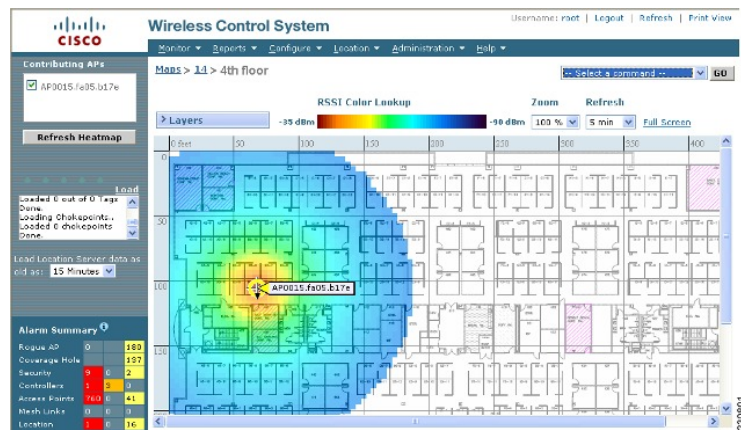 Username: root | Logout | Refresh | Print View
CISCO
Wireless Control System
Monitor Reports Configure Location Administration Help
Contributing APs
AP0015.fa05.b17e
Refresh Heatmap
Load
Loaded 0 out of 0 Tags
Done.
Loading Chokepoints..
Loaded 0 chokepoints
Done.
Load Location Server data as
old as: 15 Minutes
Alarm Summary
Rogue AP 0 180
Coverage Hole 137
Security 9 0 2
Controllers 1 3 0
Access Points 760 0 41
Mesh Links 0 0 0
Location 1 0 16
Maps > 14 > 4th floor
-- Select a command -- GO
RSSI Color Lookup Zoom Refresh
> Layers -35 dBm -90 dBm 100 % 5 min Full Screen
0 feet 50 100 150 200 250 300 350 400
0
50
100
150
AP0015.fa05.b17e
230801